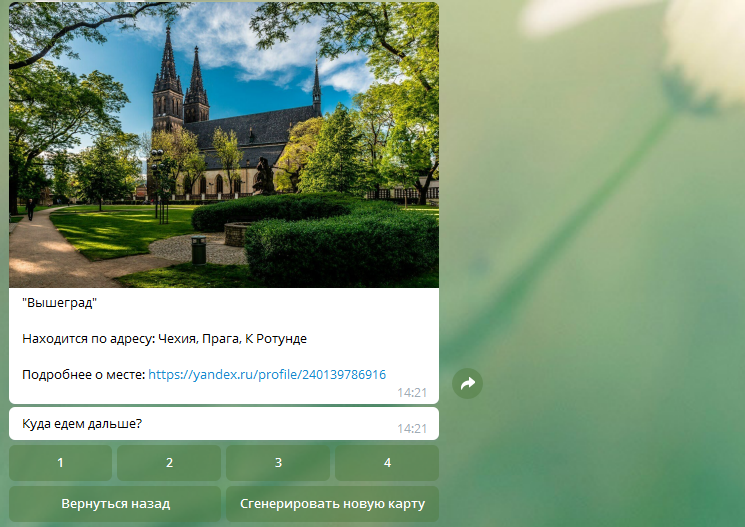 "Вышеград"
Находится по адресу: Чехия, Прага, К Ротунде
Подробнее о месте: https://yandex.ru/profile/240139786916
14:21
Куда едем дальше?
14:21
1 2 3 4
Вернуться назад Сгенерировать новую карту